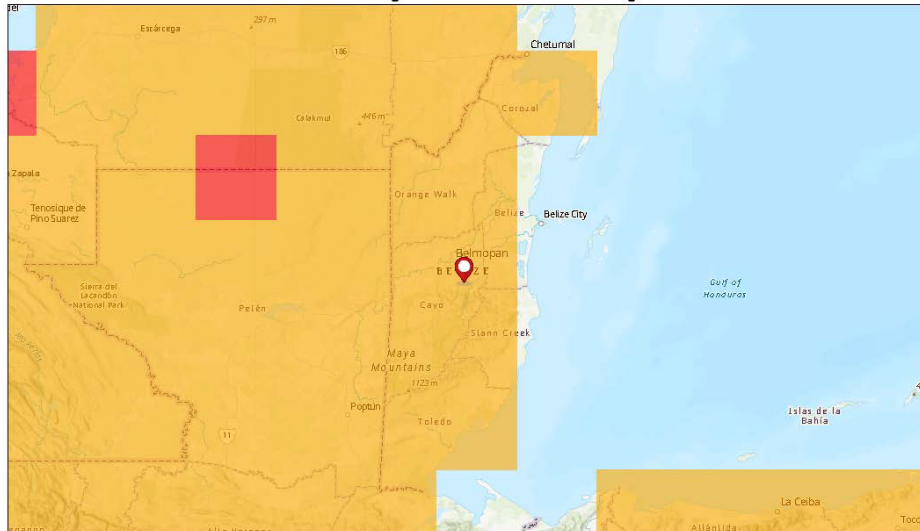 297 m
Escárcega
186
Chetumal
Corozal
Calakmul
446 m
Zapala
Orange Walk
Tenosique de
Pino Suarez
Belize
Belize City
Belmopan
Sierra del
Lacandón
National Park
Petén
Cayo
Gulf of
Honduras
Stann Creek
Maya
Mountains
1123 m
Poptún
Islas de la
Bahía
Toledo
11
La Ceiba
Atlántida